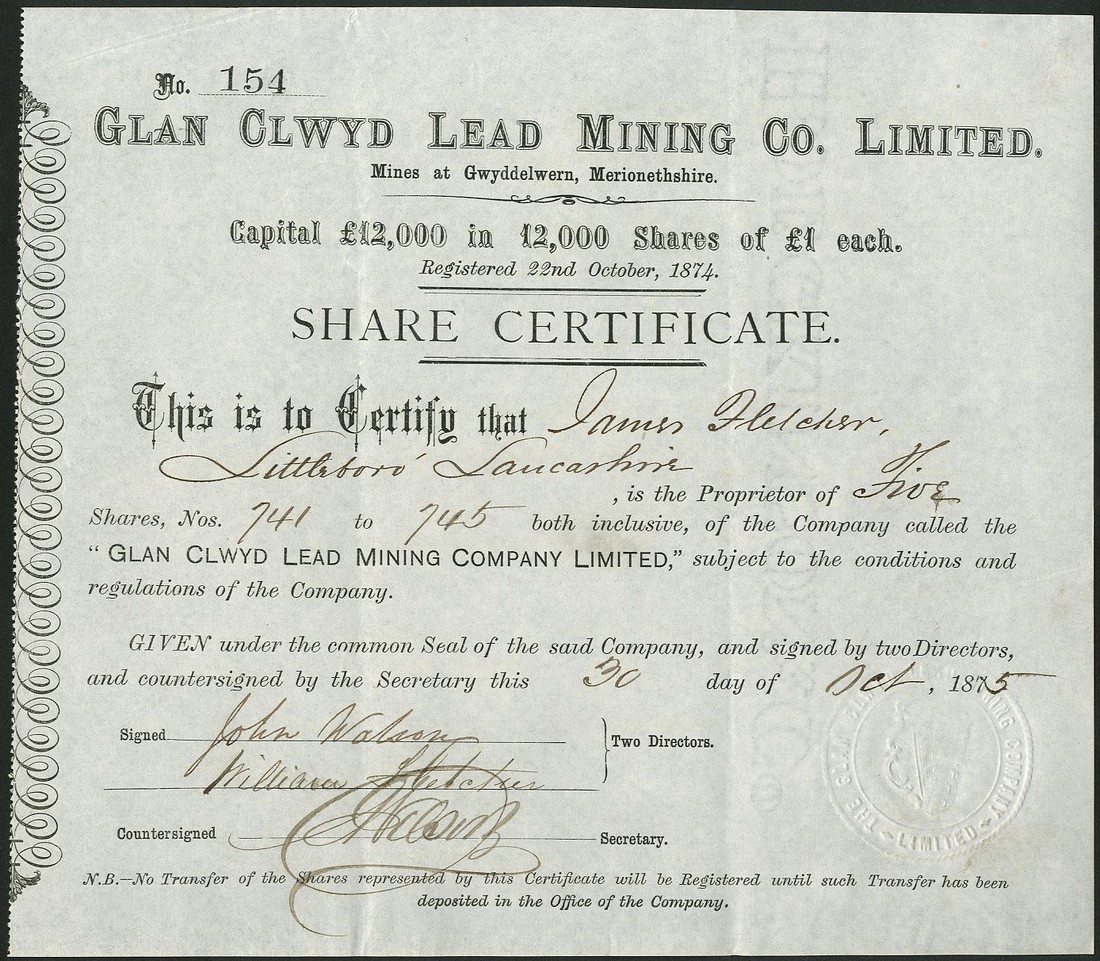 No. 154
GLAN CLWYD LEAD MINING CO. LIMITED.
Mines at Gwyddelwern, Merionethshire.
Capital £12,000 in 12,000 Shares of £1 each.
Registered 22nd October, 1874.
SHARE CERTIFICATE.
This is to Certify that James Fletcher,
Littleboro' Lancashire
, is the Proprietor of Five
Shares, Nos. 741 to 745 both inclusive, of the Company called the
"GLAN CLWYD LEAD MINING COMPANY LIMITED," subject to the conditions and
regulations of the Company.
GIVEN under the common Seal of the said Company, and signed by two Directors,
and countersigned by the Secretary this 30 day of Oct, 1875
Signed John Watson
William Fletcher
Two Directors.
Countersigned
Secretary.
THE GLAN MINING COMPANY LIMITED
N.B.—No Transfer of the Shares represented by this Certificate will be Registered until such Transfer has been
deposited in the Office of the Company.